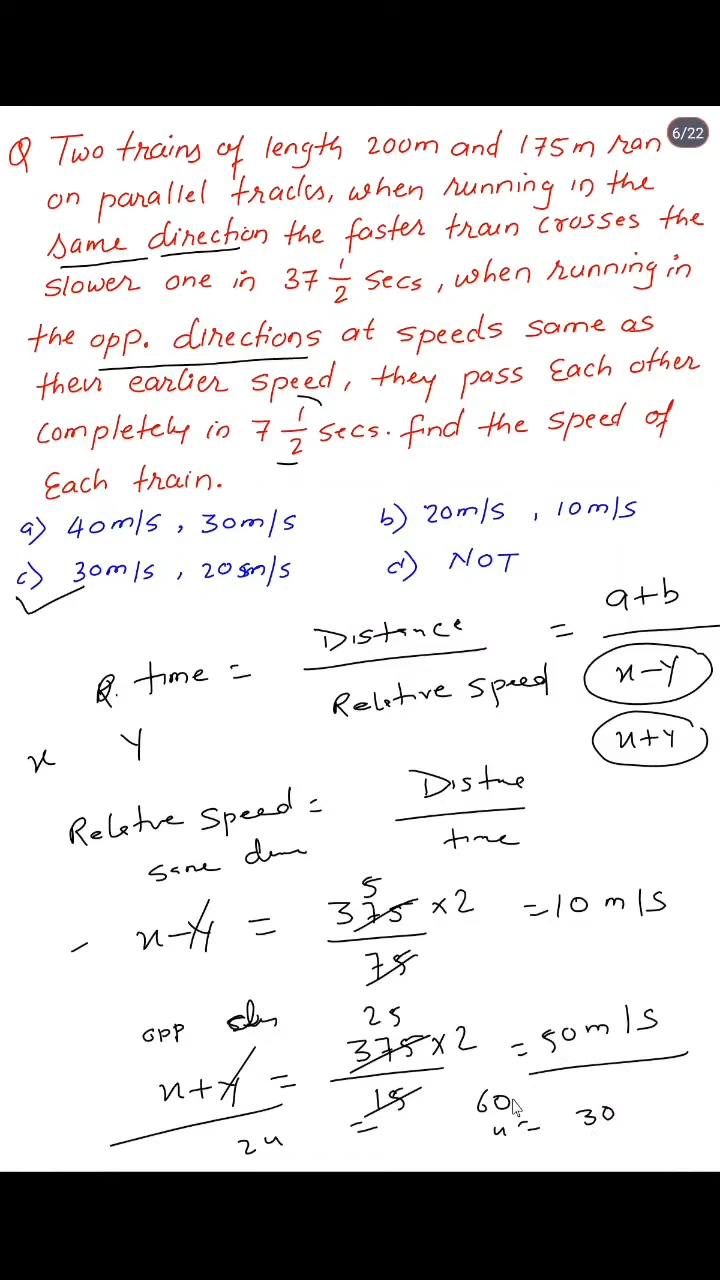 6/22
Q Two trains of length 200m and 175m ran
on parallel tracks, when running in the
same direction the faster train crosses the
slower one in 37 1/2 secs, when running in
the opp. directions at speeds same as
their earlier speed, they pass Each other
completely in 7 1/2 secs. find the speed of
Each train.
a) 40m/s , 30m/s b) 20m/s , 10m/s
c) 30m/s , 20m/s d) NOT
time = Distance / Relative speed = a+b / x-y
x+y
x y
Reletve speed = / time
same
x-y = 375 5 ×2 / 75 = 10 m/s
opp
x+y = 375 25 ×2 / 15 = 50 m/s
2x = 60
x = 30